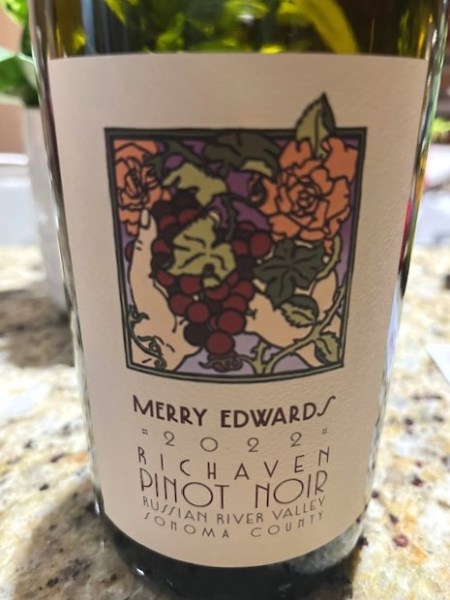 MERRY EDWARDS
= 2022 =
RICHAVEN
PINOT NOIR
RUSSIAN RIVER VALLEY
SONOMA COUNTY